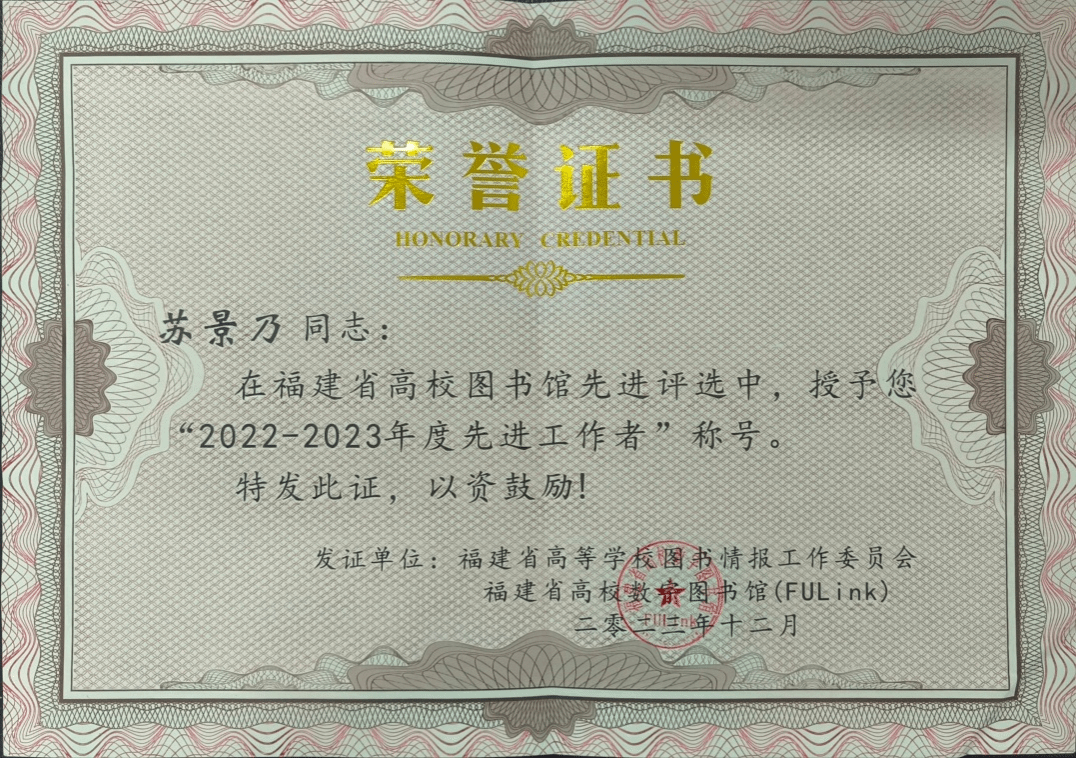 荣誉证书
HONORARY CREDENTIAL
苏景乃 同志：
在福建省高校图书馆先进评选中，授予您
“2022-2023年度先进工作者”称号。
特发此证，以资鼓励!
发证单位：福建省高等学校图书情报工作委员会
福建省高校数字图书馆(FULink)
二零二三年十二月
FULink